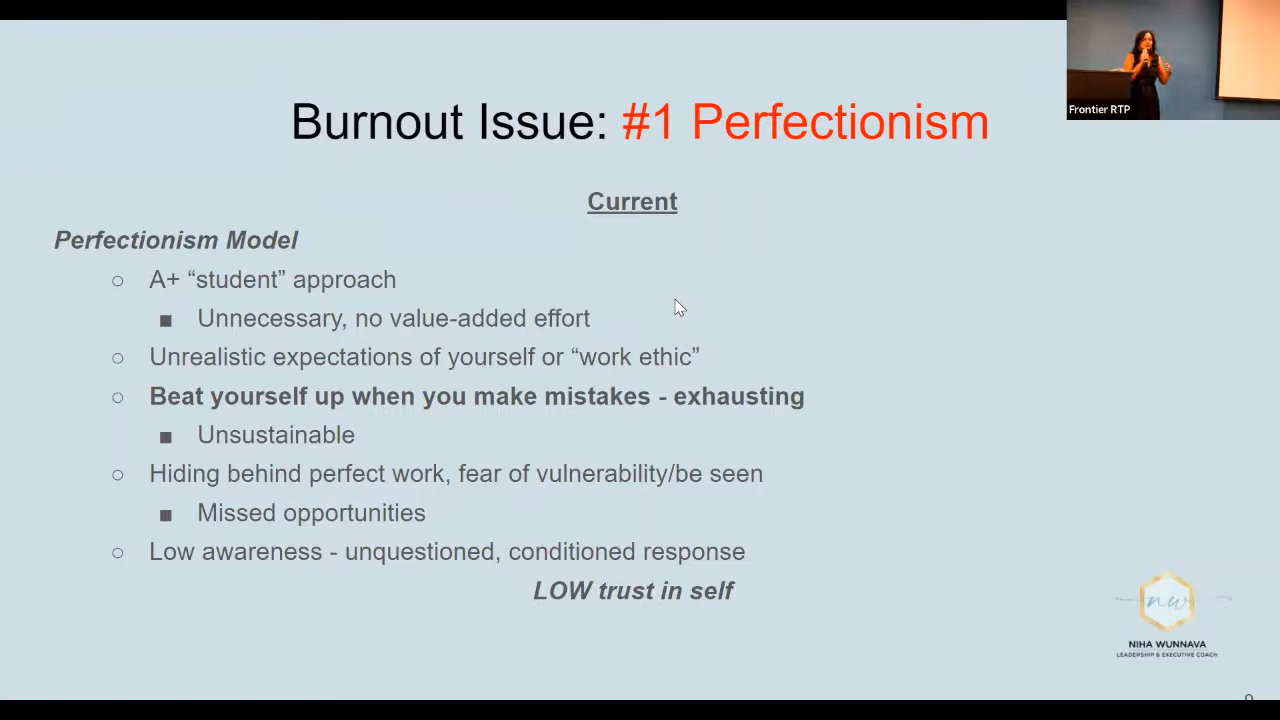 Frontier RTP
Burnout Issue: #1 Perfectionism
Current
Perfectionism Model
○ A+ “student” approach
■ Unnecessary, no value-added effort
○ Unrealistic expectations of yourself or “work ethic”
○ Beat yourself up when you make mistakes - exhausting
■ Unsustainable
○ Hiding behind perfect work, fear of vulnerability/be seen
■ Missed opportunities
○ Low awareness - unquestioned, conditioned response
LOW trust in self
nw
NIHA WUNNAVA
LEADERSHIP & EXECUTIVE COACH